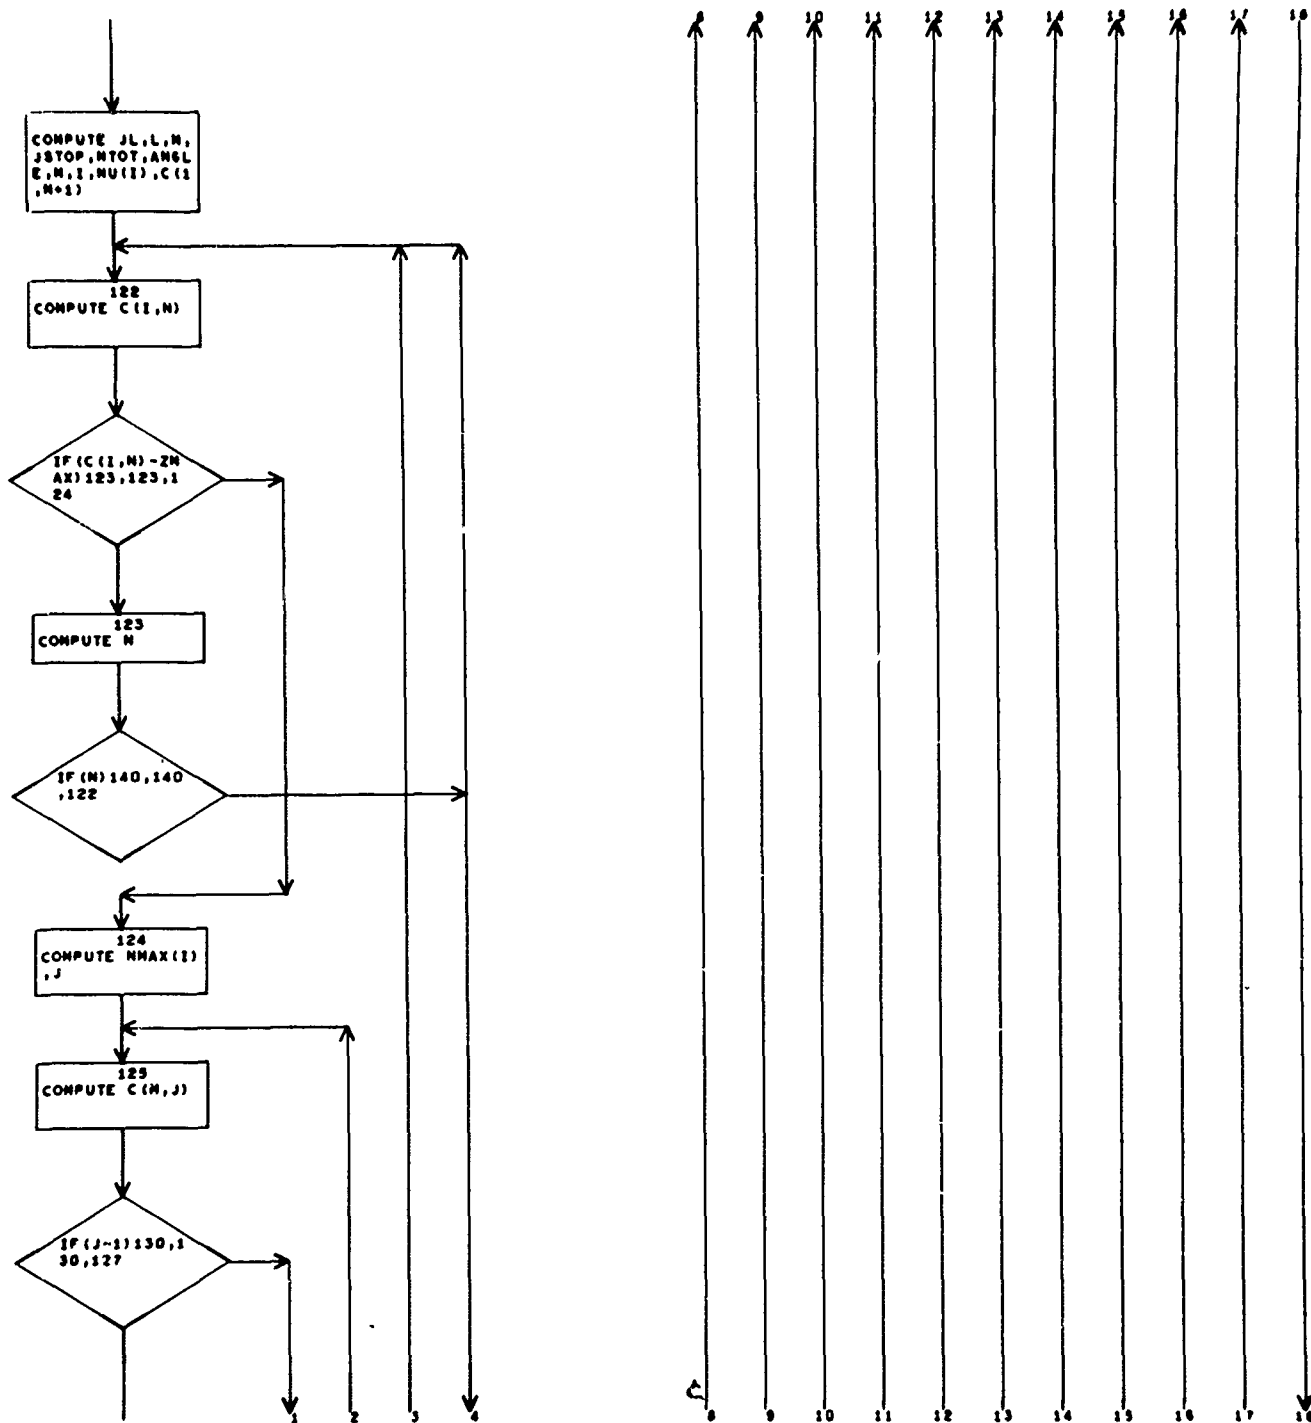 8 9 10 11 12 13 14 15 16 17 18
COMPUTE JL,L,M,
JSTOP,NTOT,ANGL
E,M,I,NU(I),C(1
,N+1)
122
COMPUTE C(I,N)
IF(C(I,N)-ZM
AX)123,123,1
24
123
COMPUTE N
IF(N)140,140
,122
124
COMPUTE NMAX(I)
,J
125
COMPUTE C(M,J)
IF(J-1)130,1
30,127
1 2 3 4 8 9 10 11 12 13 14 15 16 17 18